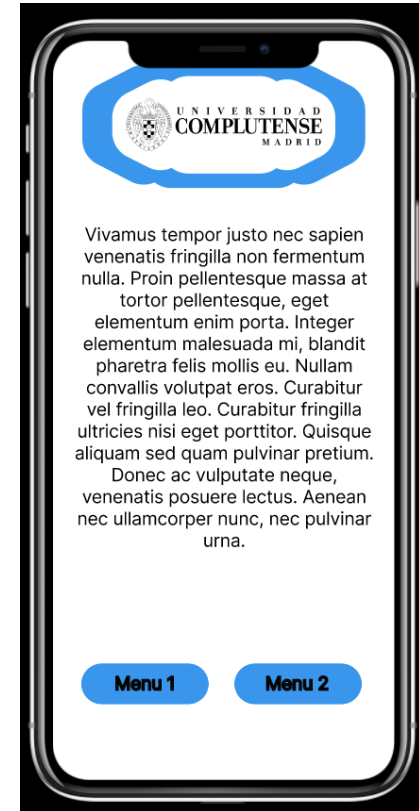 UNIVERSIDAD
COMPLUTENSE
MADRID
Vivamus tempor justo nec sapien
venenatis fringilla non fermentum
nulla. Proin pellentesque massa at
tortor pellentesque, eget
elementum enim porta. Integer
elementum malesuada mi, blandit
pharetra felis mollis eu. Nullam
convallis volutpat eros. Curabitur
vel fringilla leo. Curabitur fringilla
ultricies nisi eget porttitor. Quisque
aliquam sed quam pulvinar pretium.
Donec ac vulputate neque,
venenatis posuere lectus. Aenean
nec ullamcorper nunc, nec pulvinar
urna.
Menu 1 Menu 2